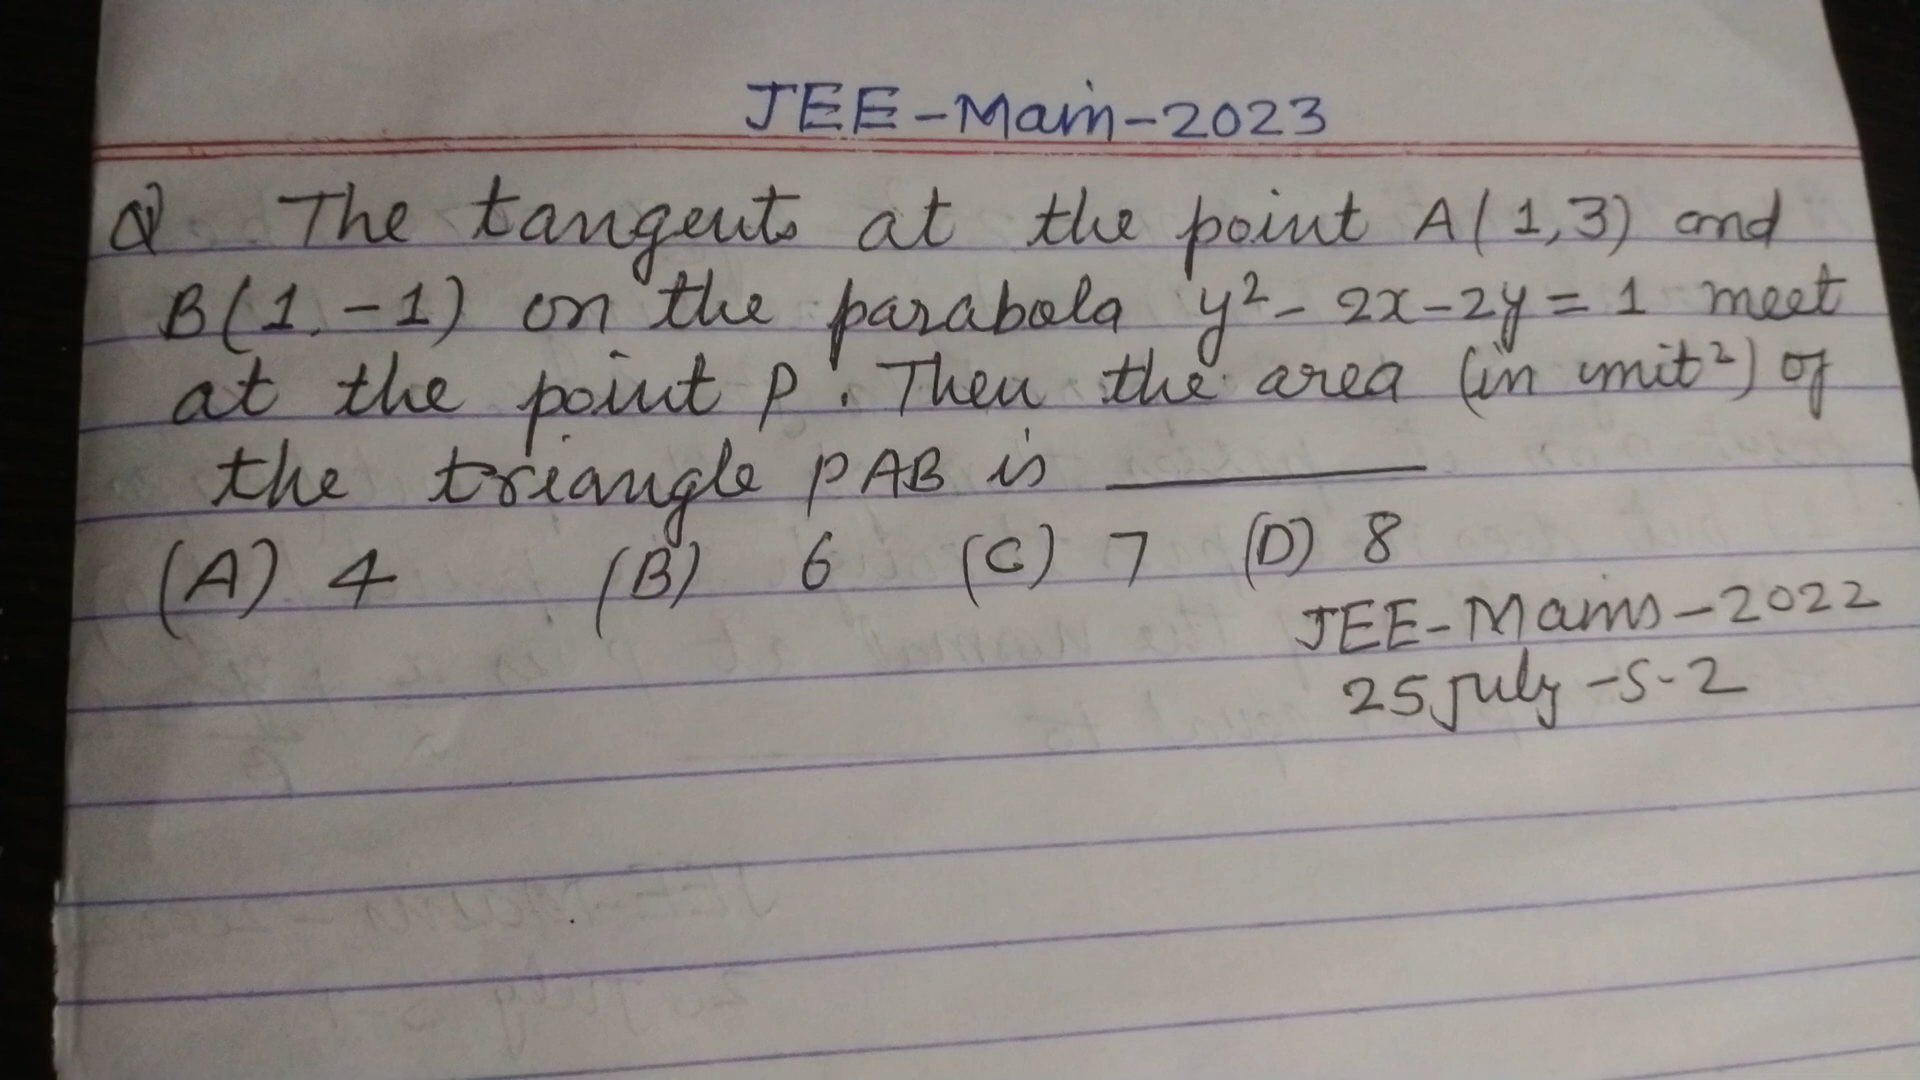 JEE-Main-2023
Q The tangents at the point A(1,3) and
B(1,-1) on the parabola y²-2x-2y=1 meet
at the point P. Then the area (in unit²) of
the triangle PAB is ______
(A) 4 (B) 6 (C) 7 (D) 8
JEE-Mains-2022
25 July-S-2